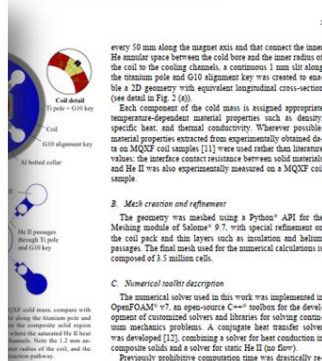 every 50 mm along the magnet axis and that connect the inner
He annular space between the cold bore and the inner radius of
the coil to the cooling channels, a continuous 1 mm slit along
the titanium pole and G10 alignment key was created to ena-
ble a 2D geometry with equivalent longitudinal cross-section
(see detail in Fig. 2 (a)).
Each component of the cold mass is assigned appropriate
temperature-dependent material properties such as density,
specific heat, and thermal conductivity. Wherever possible,
material properties extracted from experimentally obtained da-
ta on MQXF coil samples [11] were used rather than literature
values; the interface contact resistance between solid materials
and He II was also experimentally measured on a MQXF coil
sample.
B. Mesh creation and refinement
The geometry was meshed using a Python® API for the
Meshing module of Salome® 9.7, with special refinement on
the coil pack and thin layers such as insulation and helium
passages. The final mesh used for the numerical calculations is
composed of 3.5 million cells.
C. Numerical toolkit description
The numerical solver used in this work was implemented in
OpenFOAM® v7, an open-source C++® toolbox for the devel-
opment of customized solvers and libraries for solving contin-
uum mechanics problems. A conjugate heat transfer solver
was developed [12], combining a solver for heat conduction in
composite solids and a solver for static He II (no flow).
Previously prohibitive computation time was drastically re-
Coil detail
Ti pole + G10 key
Coil
G10 alignment key
Al bolted collar
He II passages
through Ti pole
and G10 key
QXF cold mass, compare with
lit along the titanium pole and
te the composite solid region
where the saturated He II heat
hannels. Note the 1.2 mm an-
ner radius of the coil, and the
nction pathway.